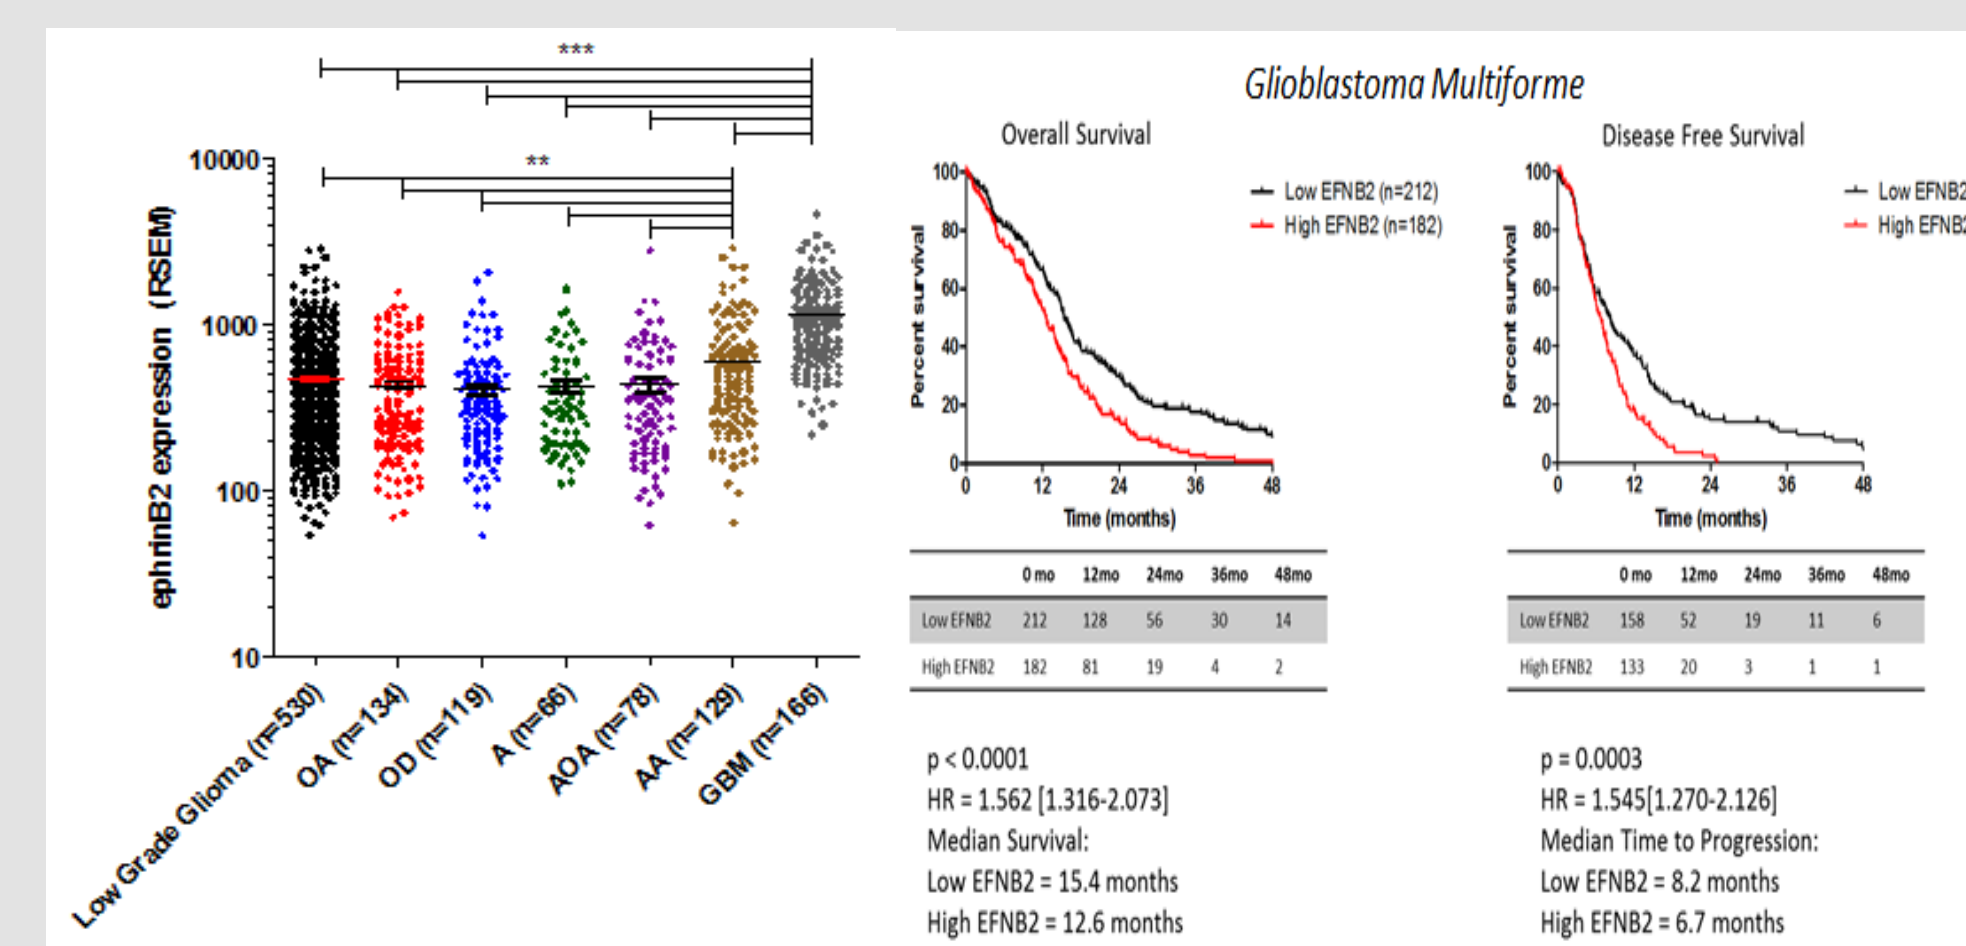 ***
**
10000
1000
100
10
ephrinB2 expression (RSEM)
Low Grade Glioma (n=530)
OA (n=134)
OD (n=119)
A (n=66)
AOA (n=78)
AA (n=129)
GBM (n=166)
Glioblastoma Multiforme
Overall Survival
Percent survival
100
80
60
40
20
0
0 12 24 36 48
Time (months)
Low EFNB2 (n=212)
High EFNB2 (n=182)
0 mo 12mo 24mo 36mo 48mo
Low EFNB2 212 128 56 30 14
High EFNB2 182 81 19 4 2
p < 0.0001
HR = 1.562 [1.316-2.073]
Median Survival:
Low EFNB2 = 15.4 months
High EFNB2 = 12.6 months
Disease Free Survival
Percent survival
100
80
60
40
20
0
0 12 24 36 48
Time (months)
Low EFNB2
High EFNB2
0 mo 12mo 24mo 36mo 48mo
Low EFNB2 158 52 19 11 6
High EFNB2 133 20 3 1 1
p = 0.0003
HR = 1.545[1.270-2.126]
Median Time to Progression:
Low EFNB2 = 8.2 months
High EFNB2 = 6.7 months